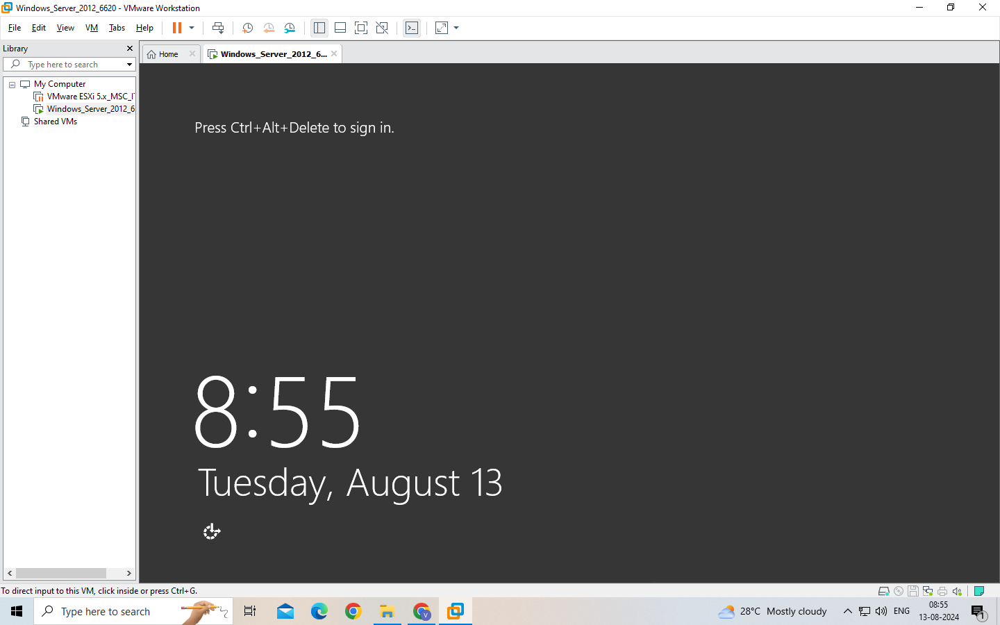 Windows_Server_2012_6620 - VMware Workstation
File Edit View VM Tabs Help
Library
Home
Windows_Server_2012_6...
Type here to search
My Computer
VMware ESXi 5.x_MSC_I
Windows_Server_2012_6
Shared VMs
Press Ctrl+Alt+Delete to sign in.
8:55
Tuesday, August 13
To direct input to this VM, click inside or press Ctrl+G.
Type here to search
V
28°C Mostly cloudy
ENG
08:55
13-08-2024
1